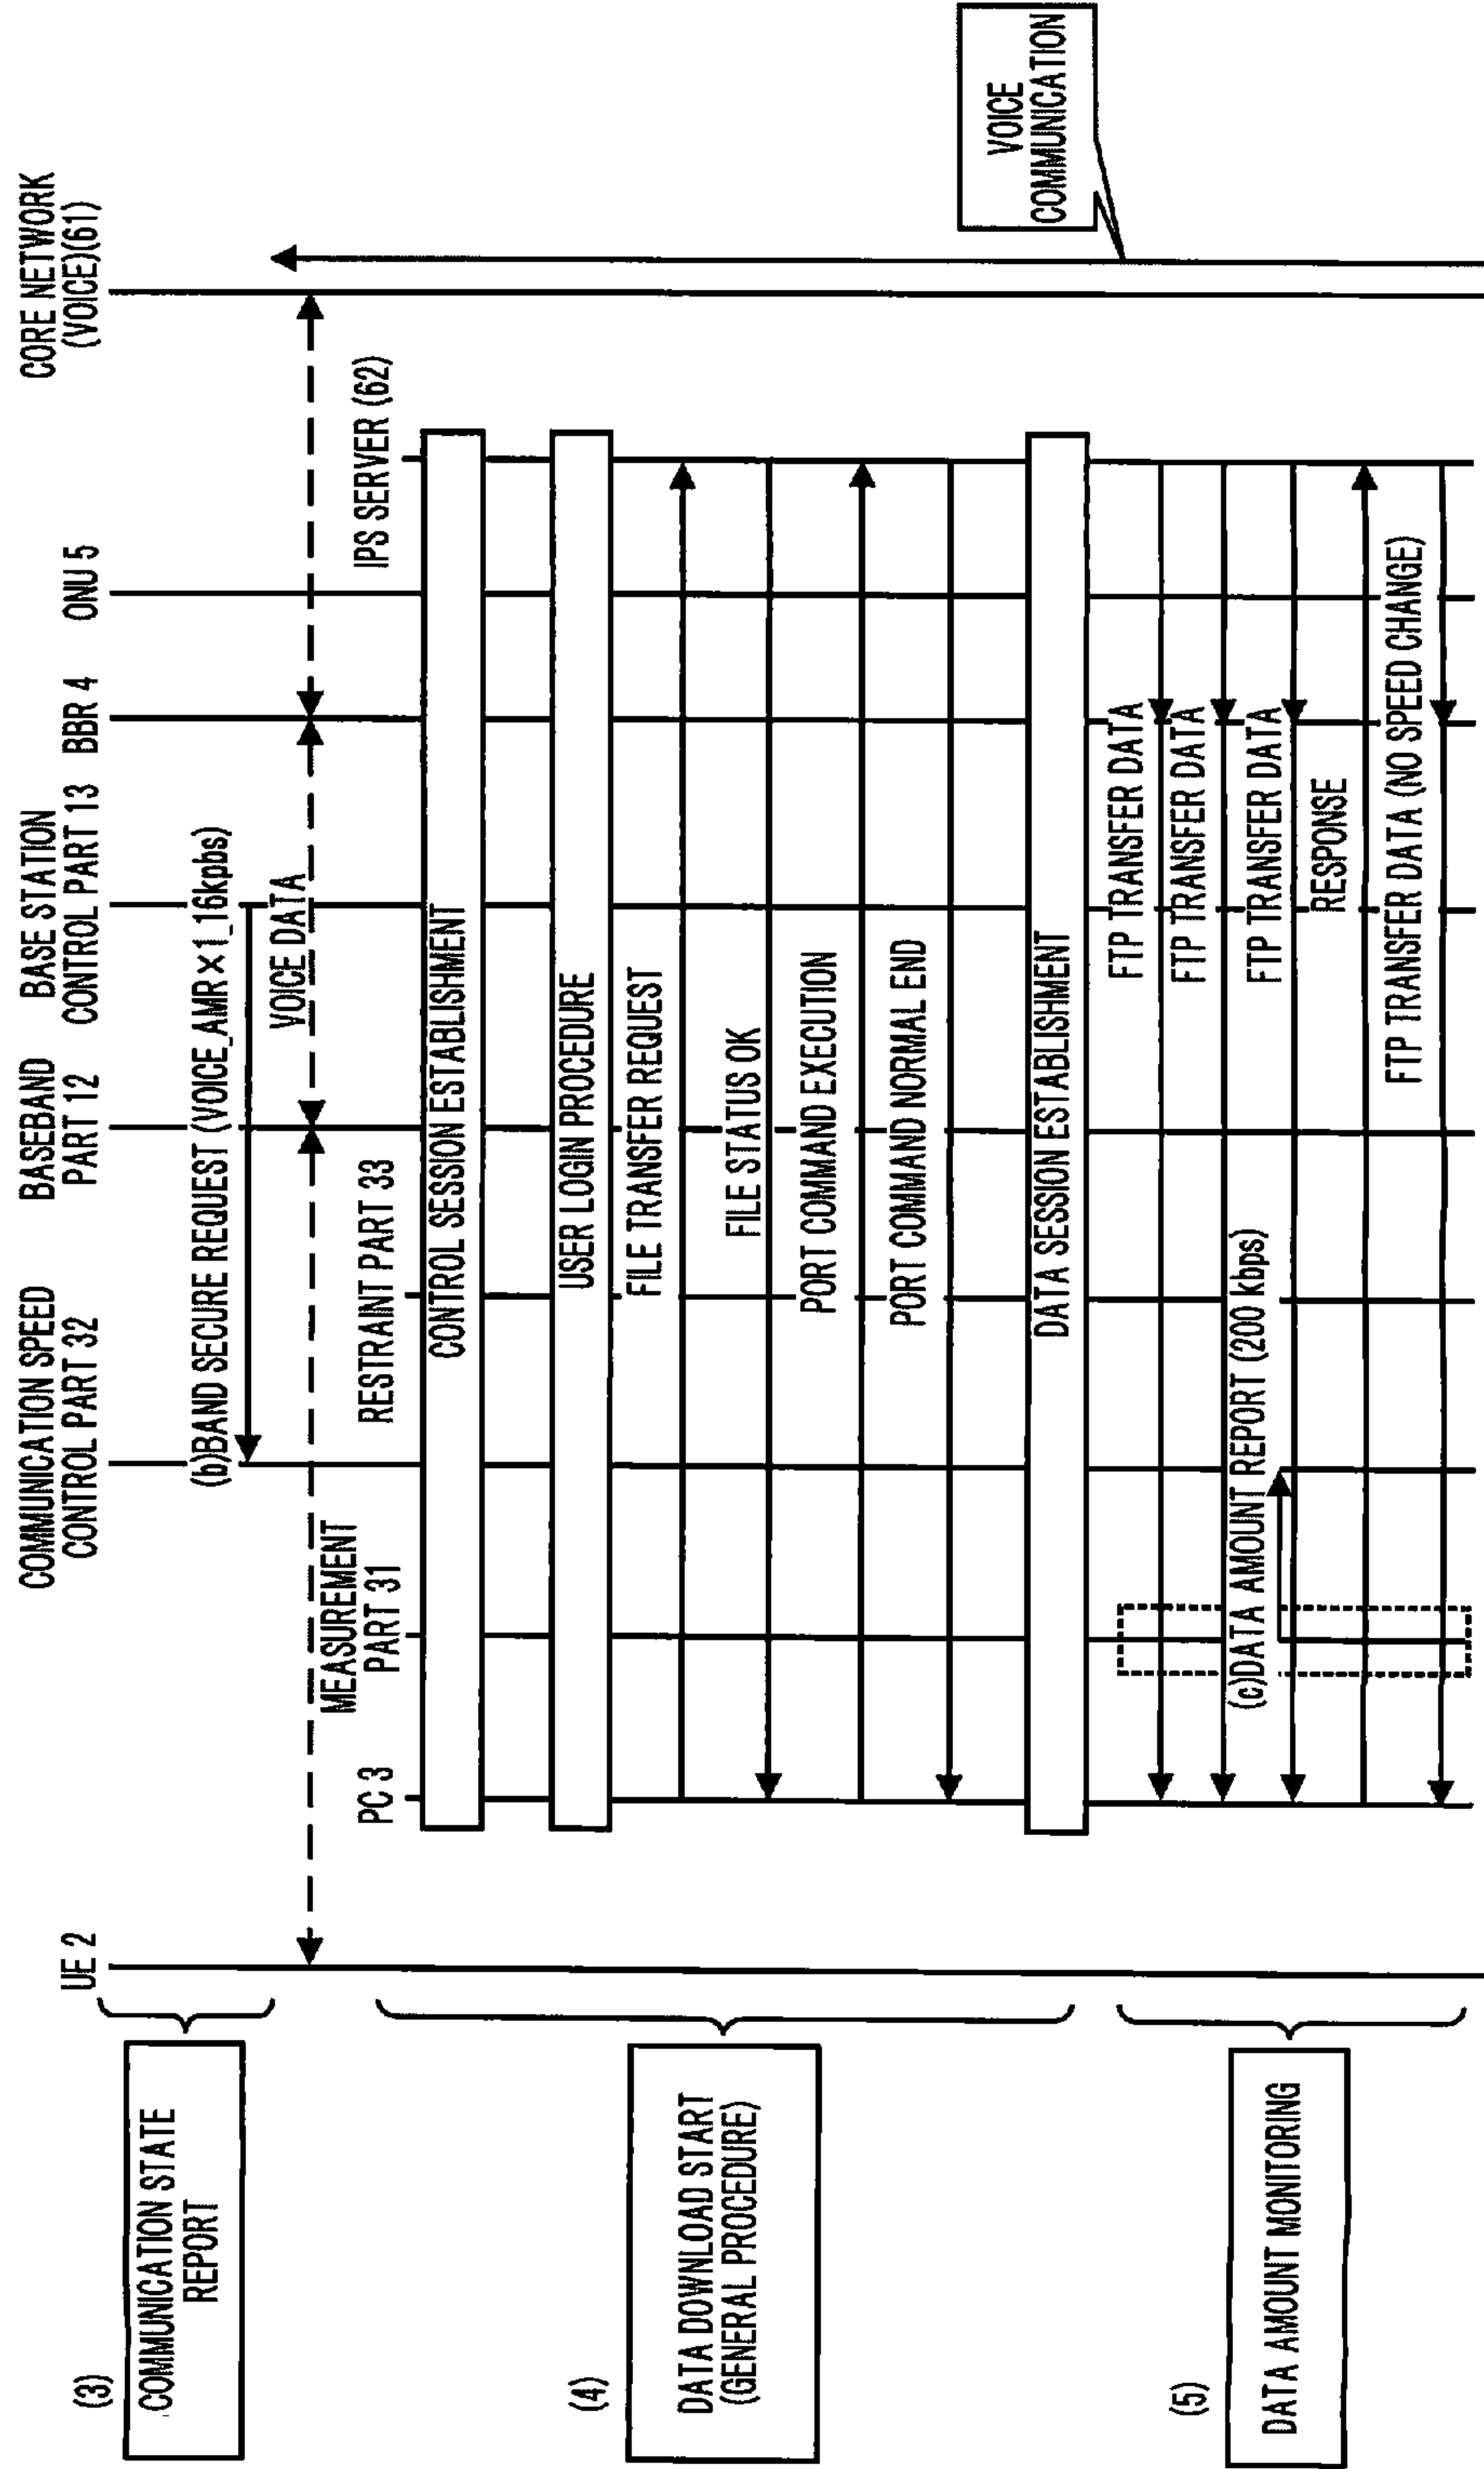 COMMUNICATION SPEED
CONTROL PART 32
BASEBAND
PART 12
BASE STATION
CONTROL PART 13
CORE NETWORK
(VOICE)(61)
UE 2
BBR 4
ONU 5
(3)
COMMUNICATION STATE
REPORT
(b)BAND SECURE REQUEST (VOICE_AMR×1_16kpbs)
VOICE DATA
MEASUREMENT
PART 31
PC 3
RESTRAINT PART 33
IPS SERVER (62)
(4)
DATA DOWNLOAD START
(GENERAL PROCEDURE)
CONTROL SESSION ESTABLISHMENT
USER LOGIN PROCEDURE
FILE TRANSFER REQUEST
FILE STATUS OK
PORT COMMAND EXECUTION
PORT COMMAND NORMAL END
DATA SESSION ESTABLISHMENT
VOICE
COMMUNICATION
(5)
DATA AMOUNT MONITORING
FTP TRANSFER DATA
FTP TRANSFER DATA
(c)DATA AMOUNT REPORT (200 kbps)
FTP TRANSFER DATA
RESPONSE
FTP TRANSFER DATA (NO SPEED CHANGE)